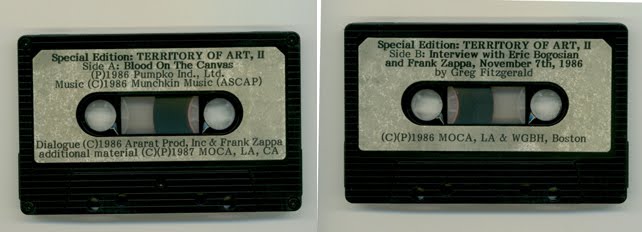 Special Edition: TERRITORY OF ART, II
Side A: Blood On The Canvas
(P)1986 Pumpko Ind., Ltd.
Music (C)1986 Munchkin Music (ASCAP)
Dialogue (C)1986 Ararat Prod, Inc & Frank Zappa
additional material (C)(P)1987 MOCA, LA, CA
Special Edition: TERRITORY OF ART, II
Side B: Interview with Eric Bogosian
and Frank Zappa, November 7th, 1986
by Greg Fitzgerald
(C)(P)1986 MOCA, LA & WGBH, Boston